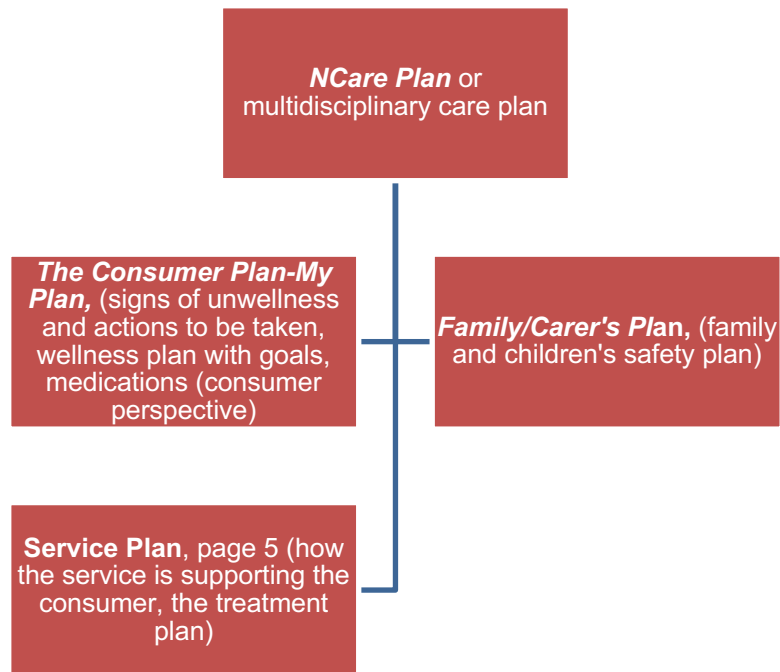 NCare Plan or
multidisciplinary care plan
The Consumer Plan-My
Plan, (signs of unwellness
and actions to be taken,
wellness plan with goals,
medications (consumer
perspective)
Family/Carer's Plan, (family
and children's safety plan)
Service Plan, page 5 (how
the service is supporting the
consumer, the treatment
plan)